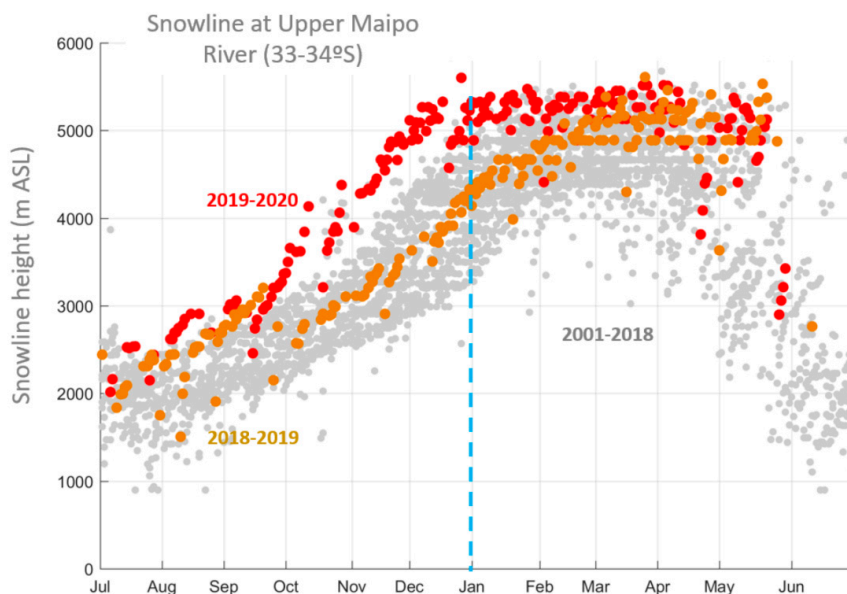 Snowline at Upper Maipo
River (33-34ºS)
Snowline height (m ASL)
6000
5000
4000
3000
2000
1000
0
2019-2020
2001-2018
2018-2019
Jul Aug Sep Oct Nov Dec Jan Feb Mar Apr May Jun